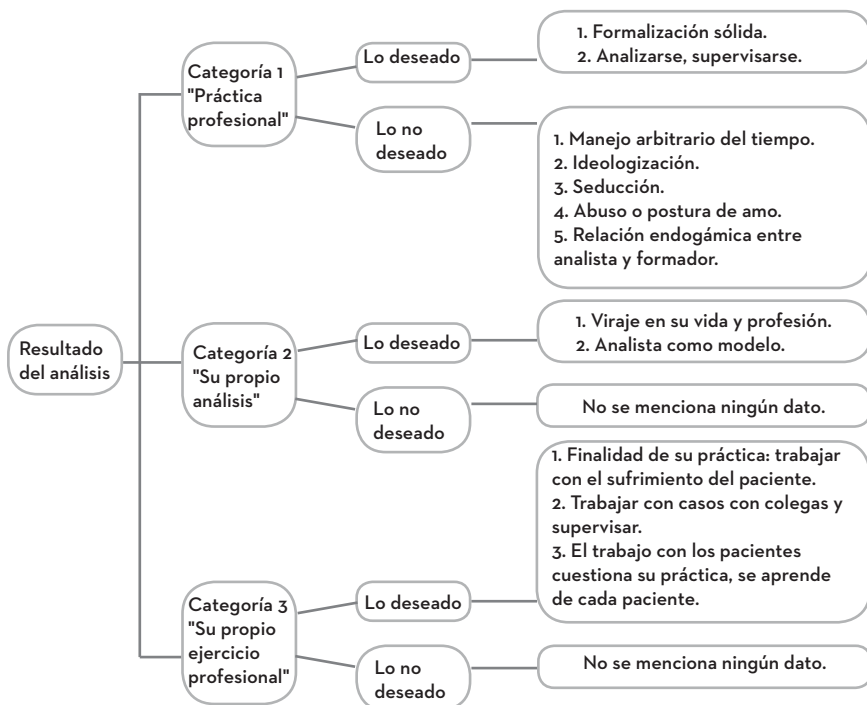 Resultado
del análisis
Categoría 1
"Práctica
profesional"
Lo deseado
1. Formalización sólida.
2. Analizarse, supervisarse.
Lo no
deseado
1. Manejo arbitrario del tiempo.
2. Ideologización.
3. Seducción.
4. Abuso o postura de amo.
5. Relación endogámica entre
analista y formador.
Categoría 2
"Su propio
análisis"
Lo deseado
1. Viraje en su vida y profesión.
2. Analista como modelo.
Lo no
deseado
No se menciona ningún dato.
Categoría 3
"Su propio
ejercicio
profesional"
Lo deseado
1. Finalidad de su práctica: trabajar
con el sufrimiento del paciente.
2. Trabajar con casos con colegas y
supervisar.
3. El trabajo con los pacientes
cuestiona su práctica, se aprende
de cada paciente.
Lo no
deseado
No se menciona ningún dato.